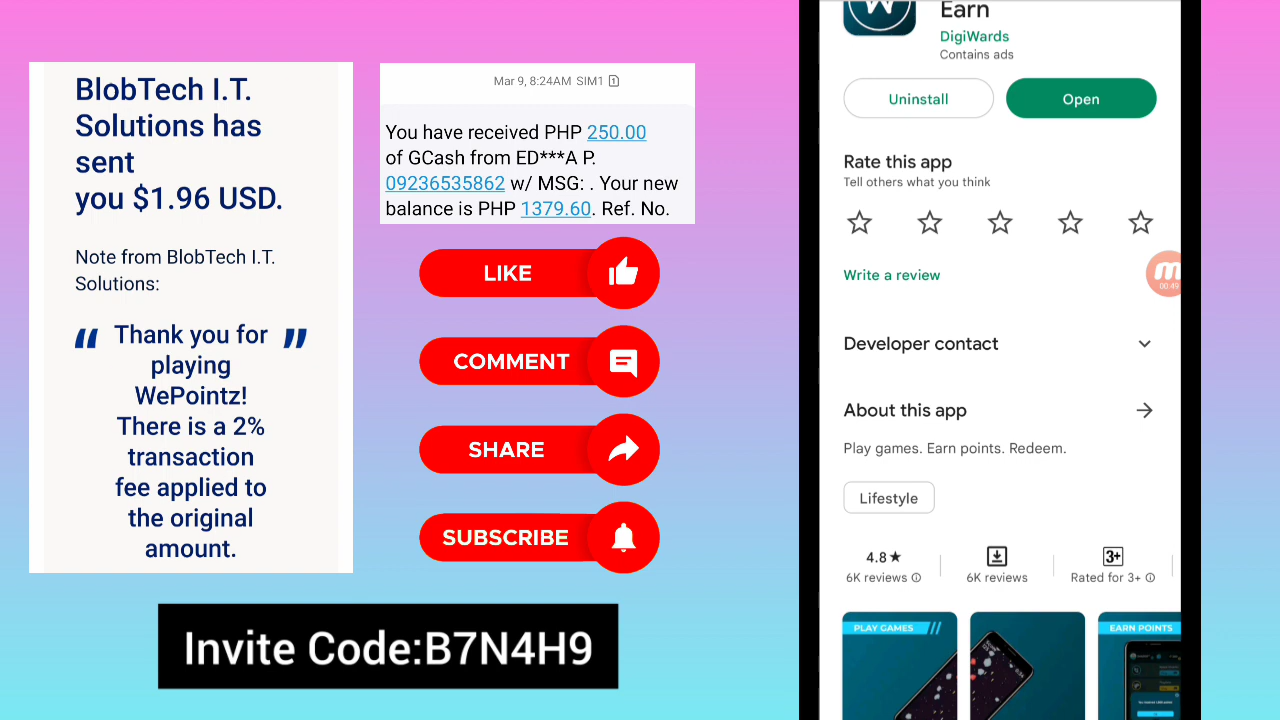 BlobTech I.T.
Solutions has
sent
you $1.96 USD.
Note from BlobTech I.T.
Solutions:
“ Thank you for ”
playing
WePointz!
There is a 2%
transaction
fee applied to
the original
amount.
Mar 9, 8:24AM SIM1 1
You have received PHP 250.00
of GCash from ED***A P.
09236535862 w/ MSG: . Your new
balance is PHP 1379.60. Ref. No.
LIKE
COMMENT
SHARE
SUBSCRIBE
Invite Code:B7N4H9
Earn
DigiWards
Contains ads
Uninstall
Open
Rate this app
Tell others what you think
Write a review
00:49
Developer contact
About this app
Play games. Earn points. Redeem.
Lifestyle
4.8★
6K reviews
6K reviews
3+
Rated for 3+
PLAY GAMES
EARN POINTS